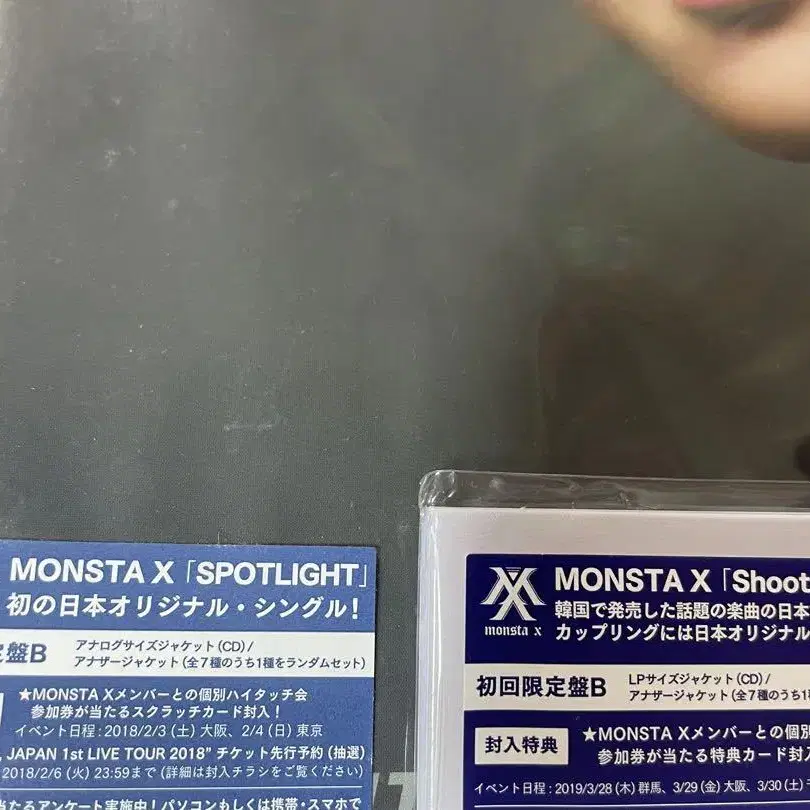 MONSTA X「SPOTLIGHT」
初の日本オリジナル・シングル！
定盤B
アナログサイズジャケット（CD）/
アナザージャケット（全7種のうち1種をランダムセット）
★MONSTA Xメンバーとの個別ハイタッチ会
参加券が当たるスクラッチカード封入！
イベント日程：2018/2/3（土）大阪、2/4（日）東京
, JAPAN 1st LIVE TOUR 2018" チケット先行予約（抽選）
2018/2/6（火）23:59まで（詳細は封入チラシをご覧ください）
当たるアンケート実施中！パソコンもしくは携帯・スマホで
monsta x
MONSTA X「Shoot
韓国で発売した話題の楽曲の日本
カップリングには日本オリジナル
初回限定盤B
LPサイズジャケット（CD）/
アナザージャケット（全7種のうち1
封入特典
★MONSTA Xメンバーとの個別
参加券が当たる特典カード封入
イベント日程：2019/3/28（木）群馬、3/29（金）大阪、3/30（土）